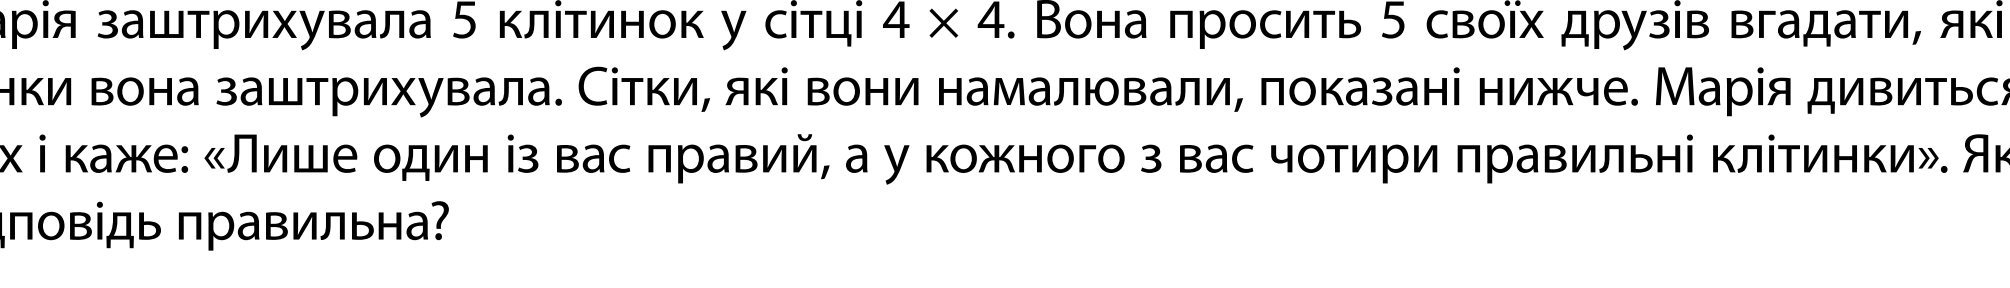 арія заштрихувала 5 клітинок у сітці 4 × 4. Вона просить 5 своїх друзів вгадати, які
нки вона заштрихувала. Сітки, які вони намалювали, показані нижче. Марія дивиться
х і каже: «Лише один із вас правий, а у кожного з вас чотири правильні клітинки». Як
дповідь правильна?